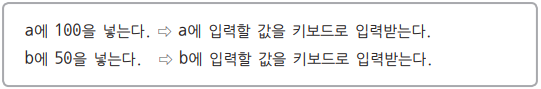 a에 100을 넣는다. ⇨ a에 입력할 값을 키보드로 입력받는다.
b에 50을 넣는다. ⇨ b에 입력할 값을 키보드로 입력받는다.